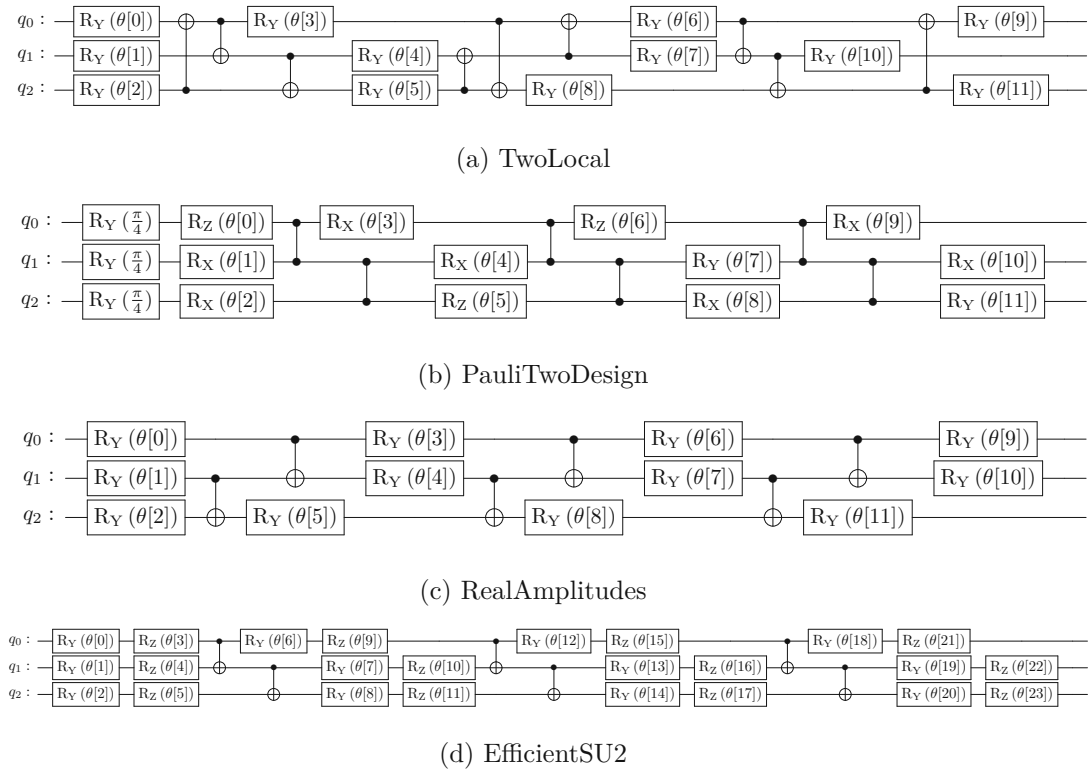 q0 : RY (θ[0]) RY (θ[3]) RY (θ[6]) RY (θ[9])
q1 : RY (θ[1]) RY (θ[4]) RY (θ[7]) RY (θ[10])
q2 : RY (θ[2]) RY (θ[5]) RY (θ[8]) RY (θ[11])
(a) TwoLocal
q0 : RY (π/4) RZ (θ[0]) RX (θ[3]) RZ (θ[6]) RX (θ[9])
q1 : RY (π/4) RX (θ[1]) RX (θ[4]) RY (θ[7]) RX (θ[10])
q2 : RY (π/4) RX (θ[2]) RZ (θ[5]) RX (θ[8]) RY (θ[11])
(b) PauliTwoDesign
q0 : RY (θ[0]) RY (θ[3]) RY (θ[6]) RY (θ[9])
q1 : RY (θ[1]) RY (θ[4]) RY (θ[7]) RY (θ[10])
q2 : RY (θ[2]) RY (θ[5]) RY (θ[8]) RY (θ[11])
(c) RealAmplitudes
q0 : RY (θ[0]) RZ (θ[3]) RY (θ[6]) RZ (θ[9]) RY (θ[12]) RZ (θ[15]) RY (θ[18]) RZ (θ[21])
q1 : RY (θ[1]) RZ (θ[4]) RY (θ[7]) RZ (θ[10]) RY (θ[13]) RZ (θ[16]) RY (θ[19]) RZ (θ[22])
q2 : RY (θ[2]) RZ (θ[5]) RY (θ[8]) RZ (θ[11]) RY (θ[14]) RZ (θ[17]) RY (θ[20]) RZ (θ[23])
(d) EfficientSU2